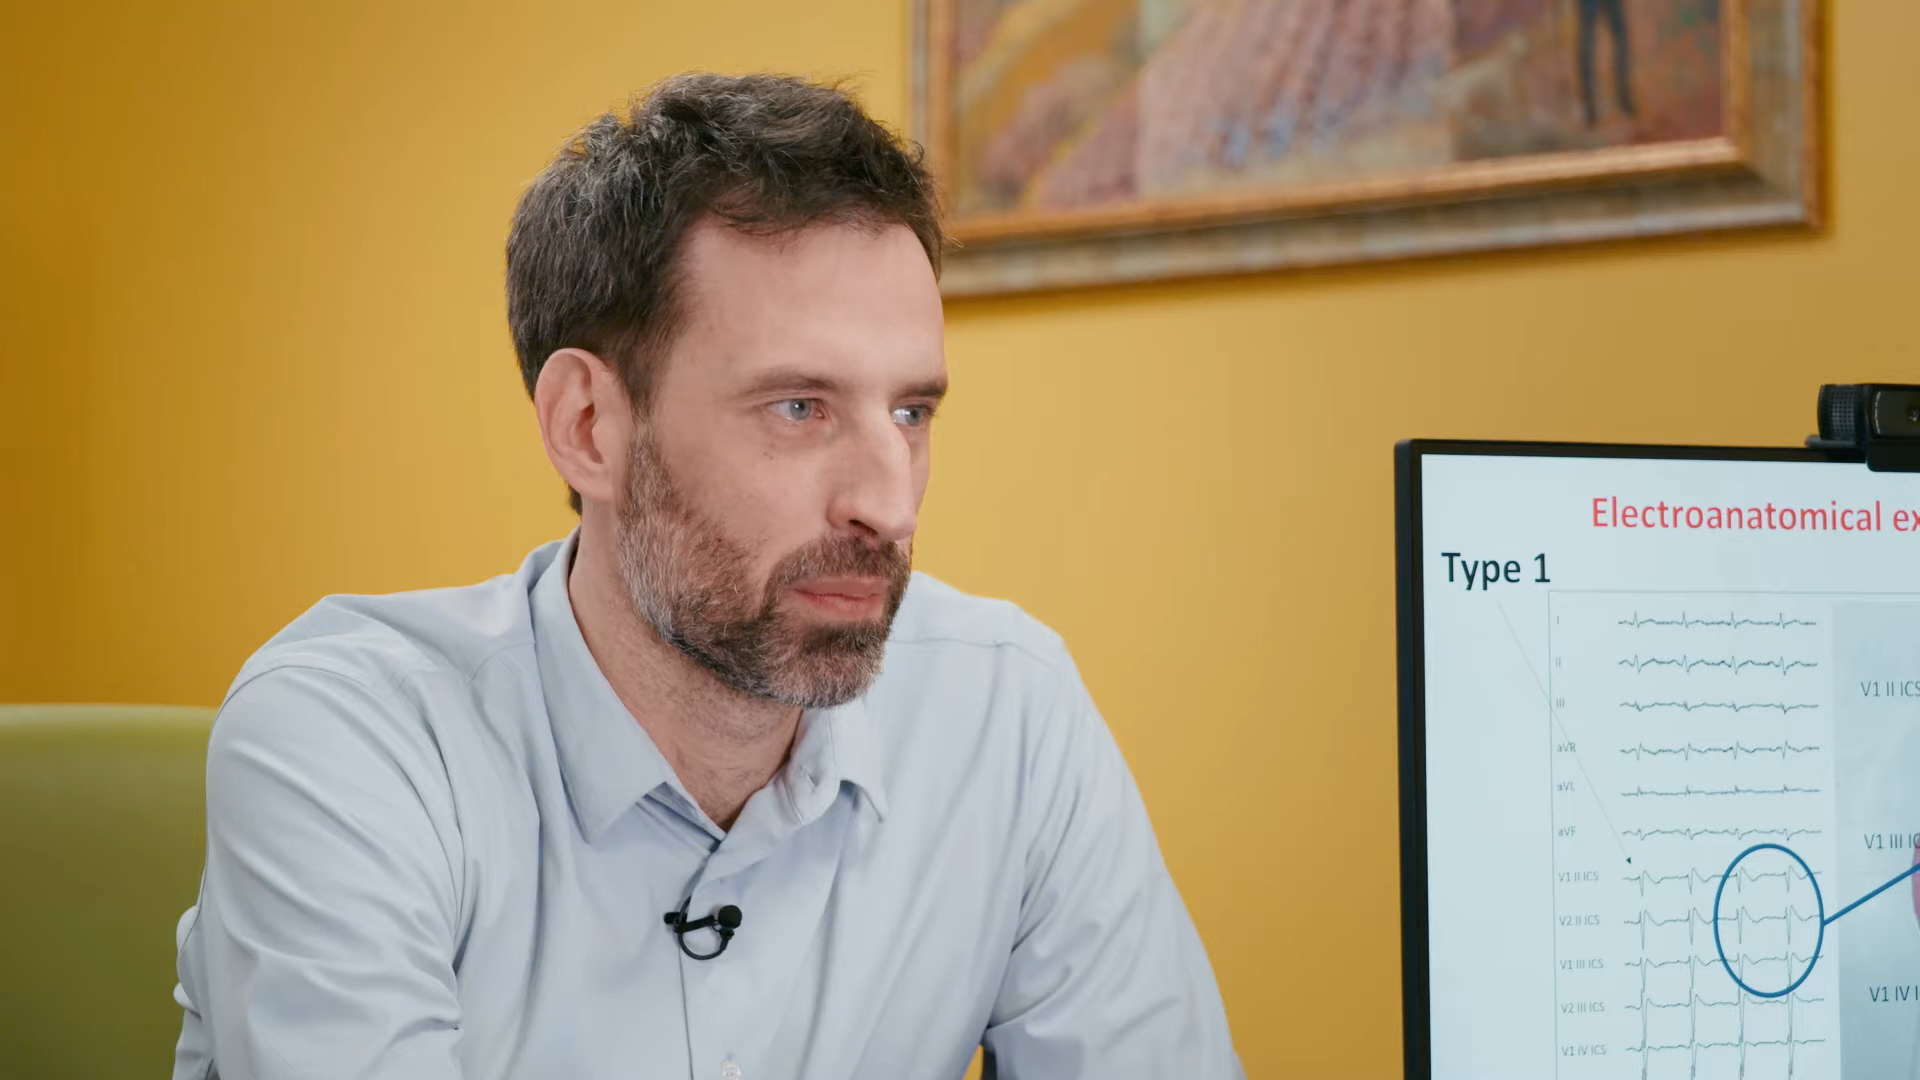 Electroanatomical
Type 1
I
II
III
aVR
aVL
aVF
V1 II ICS
V2 II ICS
V1 III ICS
V2 III ICS
V1 IV ICS
V1 II ICS
V1 III IC
V1 IV I